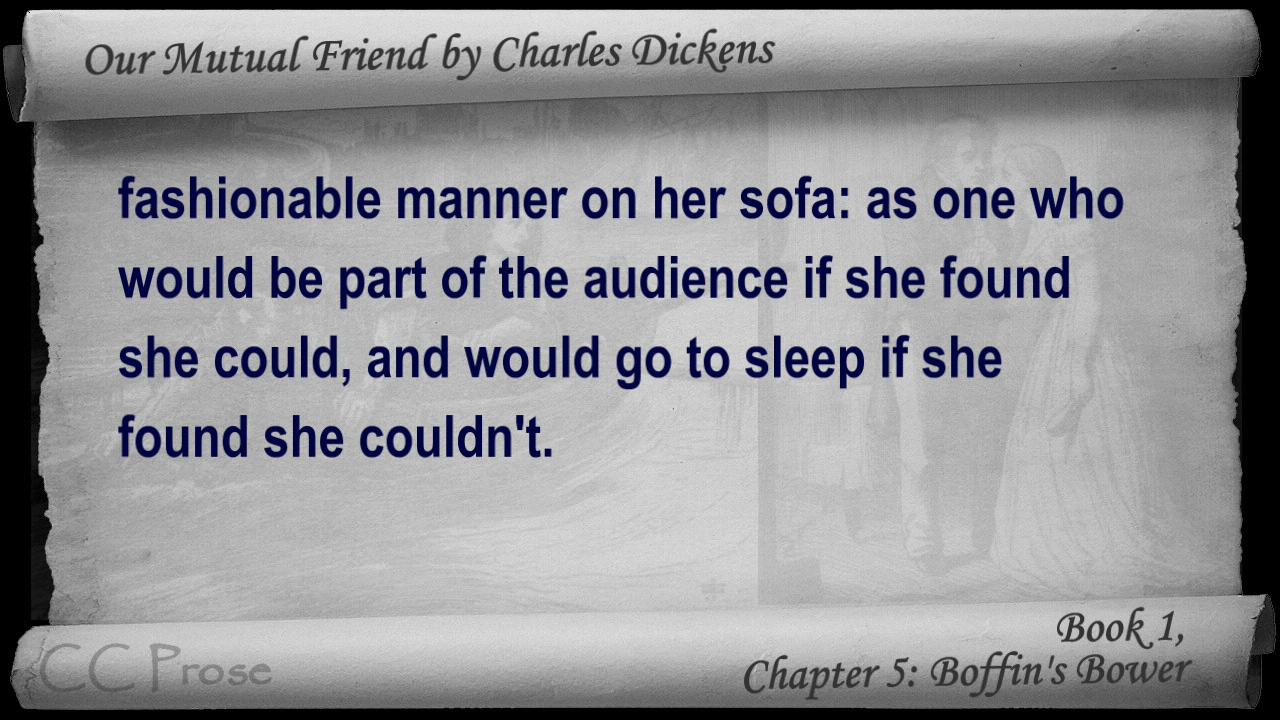 Our Mutual Friend by Charles Dickens
fashionable manner on her sofa: as one who
would be part of the audience if she found
she could, and would go to sleep if she
found she couldn't.
Book 1,
Chapter 5: Boffin's Bower
CC Prose